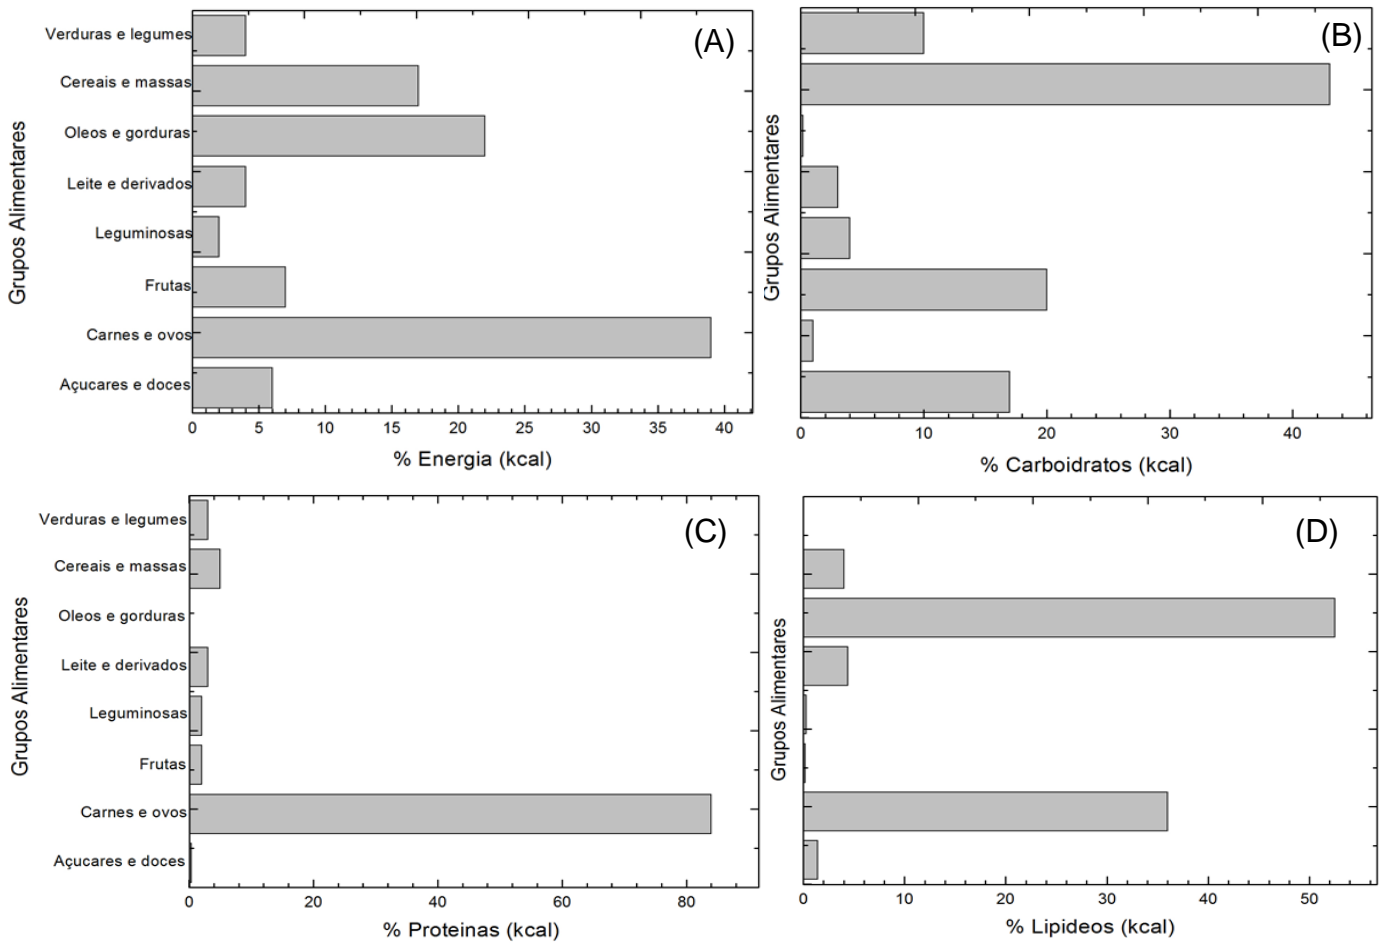 (A)
Grupos Alimentares
Verduras e legumes
Cereais e massas
Oleos e gorduras
Leite e derivados
Leguminosas
Frutas
Carnes e ovos
Açucares e doces
0 5 10 15 20 25 30 35 40
% Energia (kcal)
(B)
Grupos Alimentares
0 10 20 30 40
% Carboidratos (kcal)
(C)
Grupos Alimentares
Verduras e legumes
Cereais e massas
Oleos e gorduras
Leite e derivados
Leguminosas
Frutas
Carnes e ovos
Açucares e doces
0 20 40 60 80
% Proteinas (kcal)
(D)
Grupos Alimentares
0 10 20 30 40 50
% Lipideos (kcal)